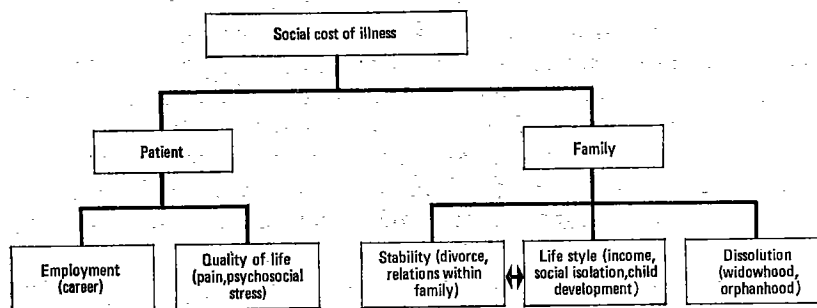 Social cost of illness
Patient
Family
Employment
(career)
Quality of life
(pain,psychosocial
stress)
Stability (divorce,
relations within
family)
Life style (income,
social isolation,child
development)
Dissolution
(widowhood,
orphanhood)